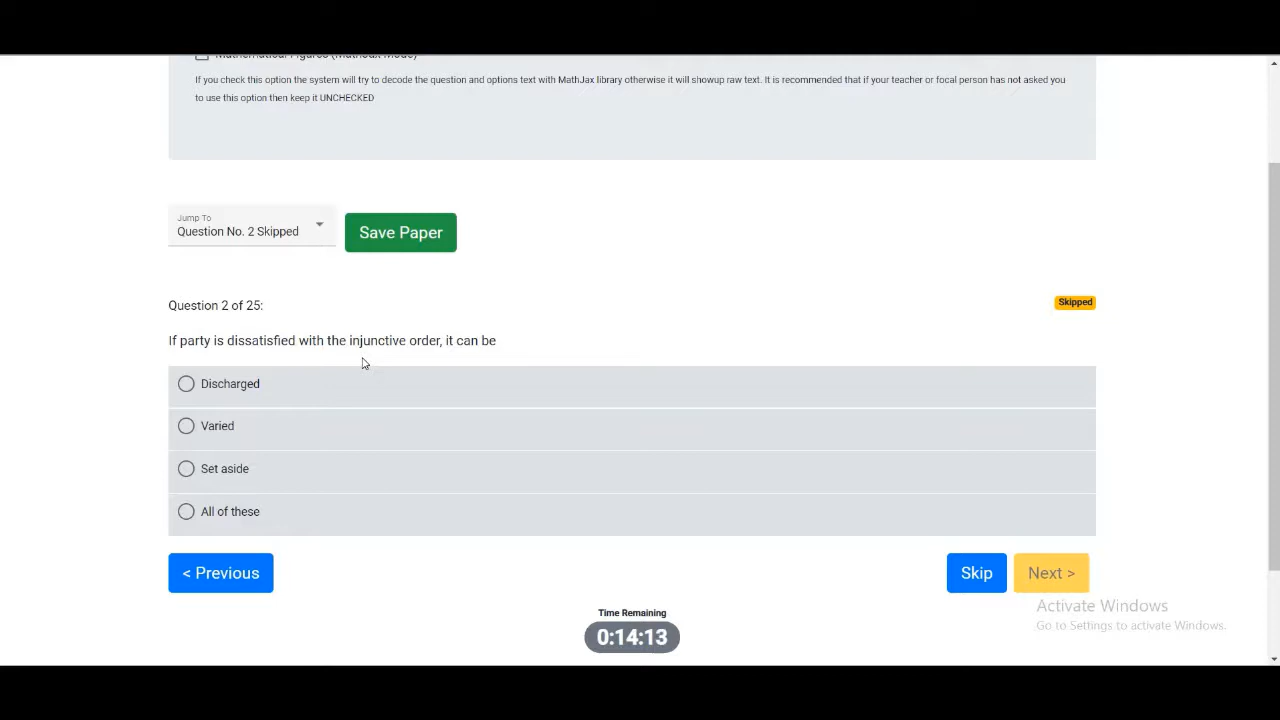 Mathematical Figures (MathJax Mode)
If you check this option the system will try to decode the question and options text with MathJax library otherwise it will showup raw text. It is recommended that if your teacher or focal person has not asked you
to use this option then keep it UNCHECKED
Jump To
Question No. 2 Skipped
Save Paper
Question 2 of 25:
Skipped
If party is dissatisfied with the injunctive order, it can be
Discharged
Varied
Set aside
All of these
< Previous
Skip
Next >
Time Remaining
0:14:13
Activate Windows
Go to Settings to activate Windows.